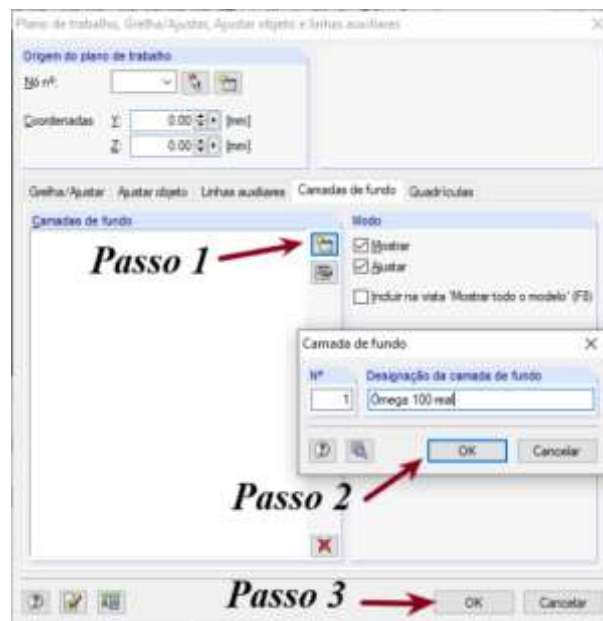 Plano de trabalho, Grelha/Ajustar, Ajustar objeto e linhas auxiliares
Origem do plano de trabalho
Nó nº:
Coordenadas Y: 0.00 [mm]
Z: 0.00 [mm]
Grelha/Ajustar Ajustar objeto Linhas auxiliares Camadas de fundo Quadrículas
Camadas de fundo
Modo
Passo 1
Mostrar
Ajustar
Incluir na vista 'Mostrar todo o modelo' (F8)
Camada de fundo
Nº Designação da camada de fundo
1 Ómega 100 real
OK Cancelar
Passo 2
Passo 3
OK Cancelar